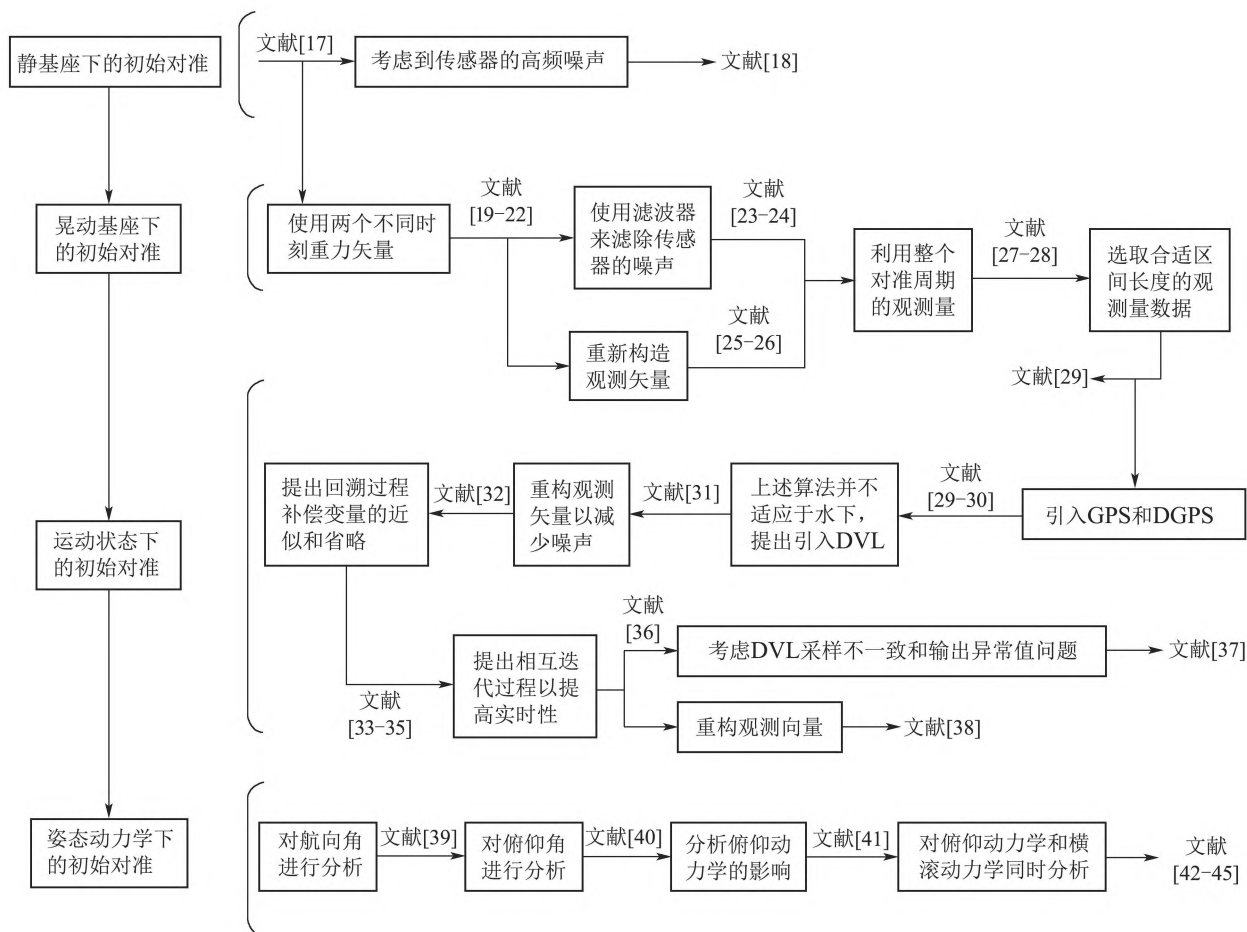 静基座下的初始对准
文献[17]
考虑到传感器的高频噪声
文献[18]
晃动基座下
的初始对准
使用两个不同时
刻重力矢量
文献
[19-22]
使用滤波器
来滤除传感
器的噪声
文献
[23-24]
重新构造
观测矢量
文献
[25-26]
利用整个
对准周期
的观测量
文献
[27-28]
选取合适区
间长度的观
测量数据
文献[29]
运动状态下
的初始对准
引入GPS和DGPS
文献
[29-30]
上述算法并不
适应于水下,
提出引入DVL
文献[31]
重构观测
矢量以减
少噪声
文献[32]
提出回溯过程
补偿变量的近
似和省略
文献
[33-35]
提出相互迭
代过程以提
高实时性
文献
[36]
考虑DVL采样不一致和输出异常值问题
文献[37]
重构观测向量
文献[38]
姿态动力学下
的初始对准
对航向角
进行分析
文献[39]
对俯仰角
进行分析
文献[40]
分析俯仰动
力学的影响
文献[41]
对俯仰动力学和横
滚动力学同时分析
文献
[42-45]